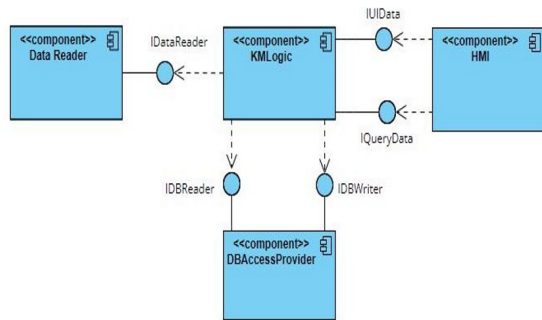 IUIData
<<component>>
Data Reader
IDataReader
<<component>>
KMLogic
<<component>>
HMI
IQueryData
IDBReader
IDBWriter
<<component>>
DBAccessProvider